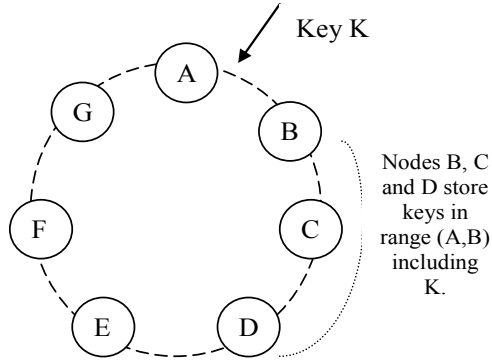 Key K
A
B
G
Nodes B, C
and D store
keys in
range (A,B)
including
K.
F
C
E
D